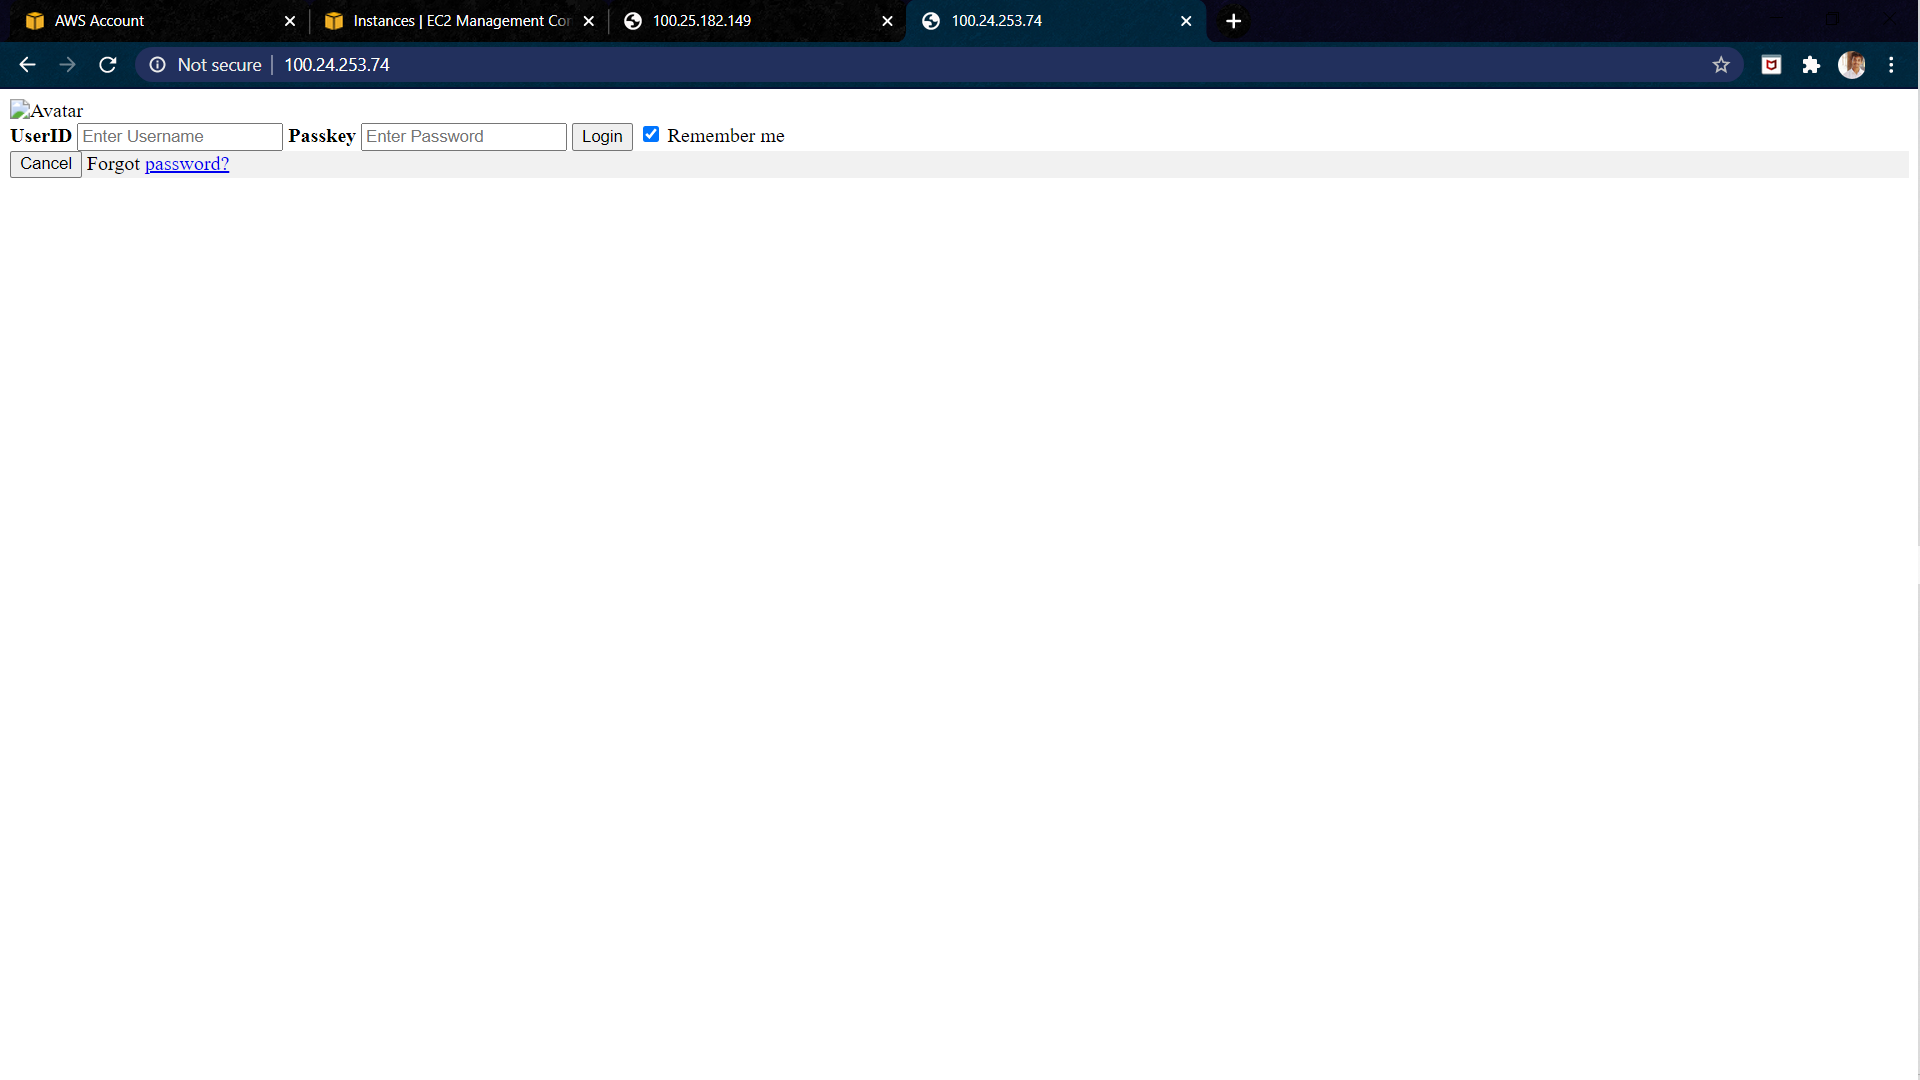 AWS Account
Instances | EC2 Management Con
100.25.182.149
100.24.253.74
Not secure | 100.24.253.74
Avatar
UserID Enter Username Passkey Enter Password Login Remember me
Cancel Forgot password?